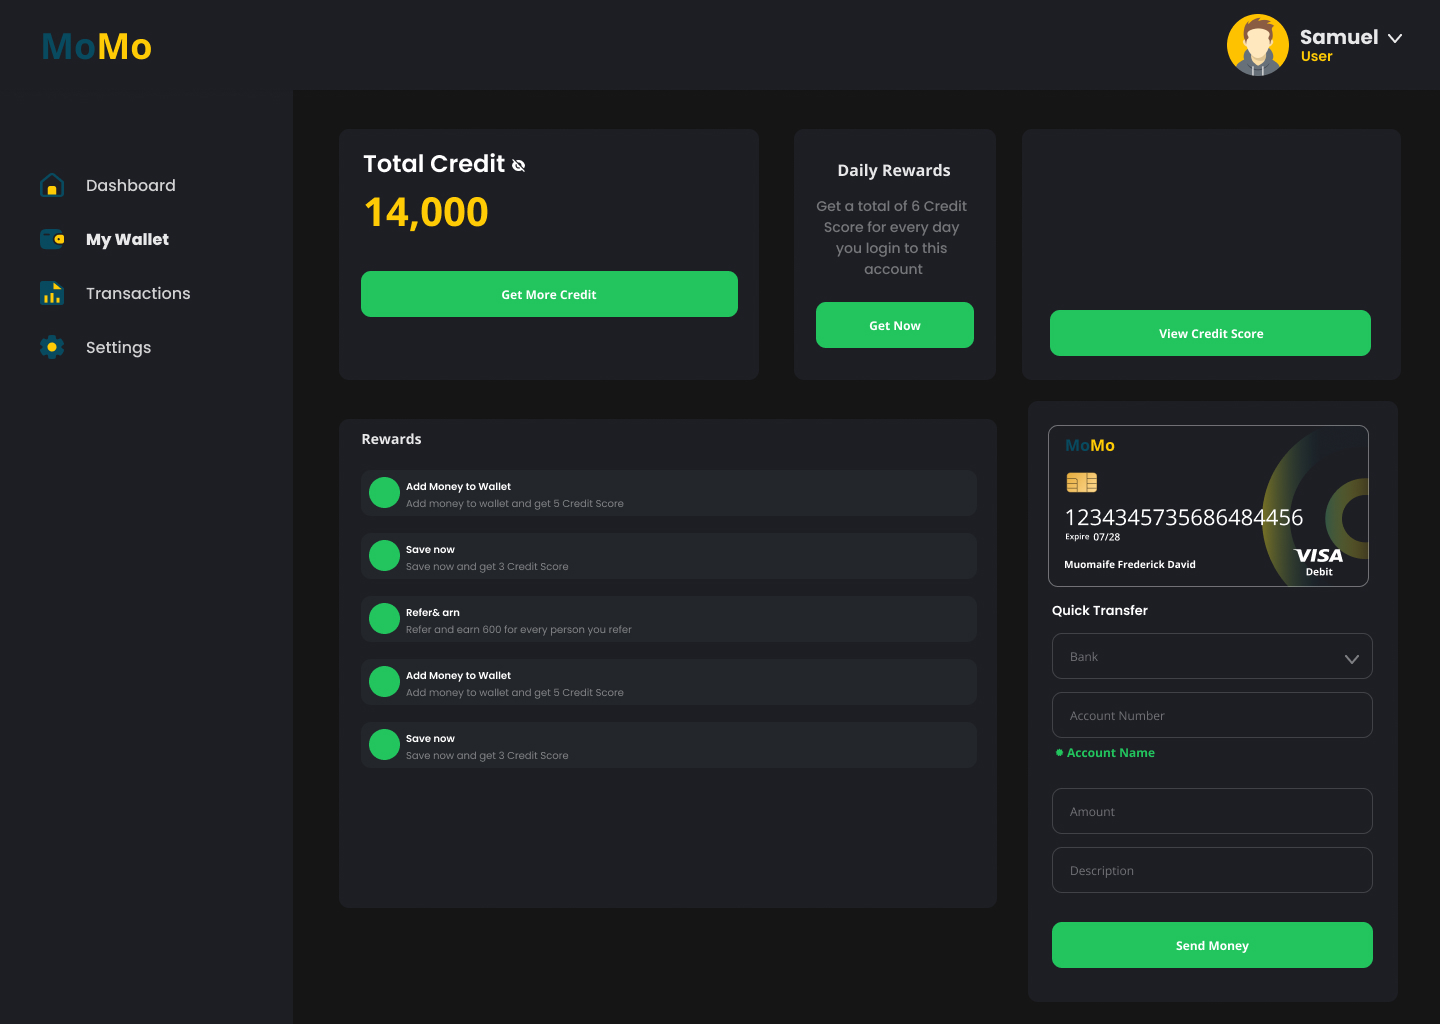 MoMo
Samuel
User
Dashboard
My Wallet
Transactions
Settings
Total Credit
14,000
Get More Credit
Daily Rewards
Get a total of 6 Credit
Score for every day
you login to this
account
Get Now
View Credit Score
Rewards
Add Money to Wallet
Add money to wallet and get 5 Credit Score
Save now
Save now and get 3 Credit Score
Refer& arn
Refer and earn 600 for every person you refer
Add Money to Wallet
Add money to wallet and get 5 Credit Score
Save now
Save now and get 3 Credit Score
MoMo
1234345735686484456
Expire 07/28
Muomaife Frederick David
VISA
Debit
Quick Transfer
Bank
Account Number
Account Name
Amount
Description
Send Money